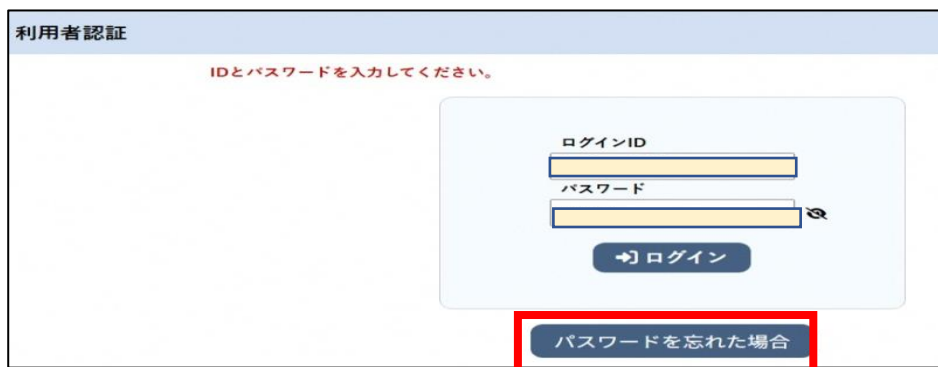 利用者認証
IDとパスワードを入力してください。
ログインID
パスワード
ログイン
パスワードを忘れた場合